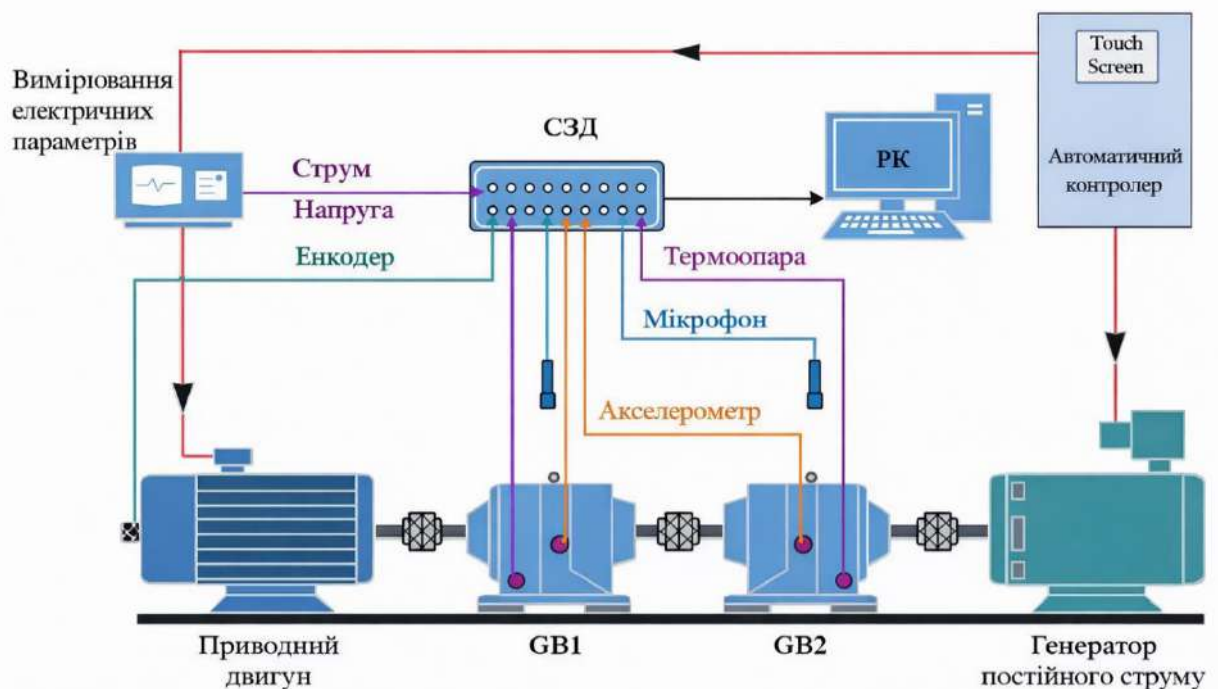 Вимірювання
електричних
параметрів
Touch
Screen
СЗД
РК
Автоматичний
контролер
Струм
Напруга
Енкодер
Термоопара
Мікрофон
Акселерометр
Приводний
двигун
GB1
GB2
Генератор
постійного струму